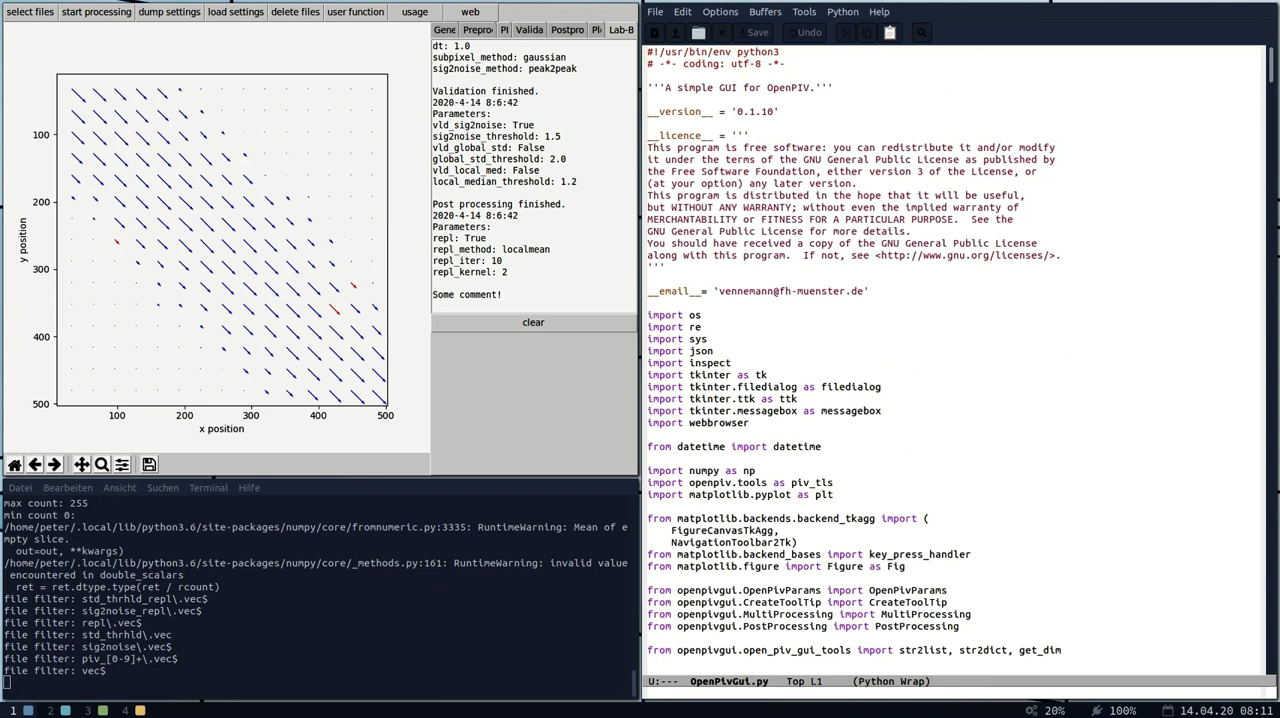 select files start processing dump settings load settings delete files user function usage web
Gene Preproc PI Valida Postpro Pl Lab-B
dt: 1.0
subpixel_method: gaussian
sig2noise_method: peak2peak
Validation finished.
2020-4-14 8:6:42
Parameters:
vld_sig2noise: True
sig2noise_threshold: 1.5
vld_global_std: False
global_std_threshold: 2.0
vld_local_med: False
local_median_threshold: 1.2
Post processing finished.
2020-4-14 8:6:42
Parameters:
repl: True
repl_method: localmean
repl_iter: 10
repl_kernel: 2
Some comment!
clear
100
200
300
400
500
y position
100 200 300 400 500
x position
Datei Bearbeiten Ansicht Suchen Terminal Hilfe
max count: 255
min count 0:
/home/peter/.local/lib/python3.6/site-packages/numpy/core/fromnumeric.py:3335: RuntimeWarning: Mean of e
mpty slice.
out=out, **kwargs)
/home/peter/.local/lib/python3.6/site-packages/numpy/core/_methods.py:161: RuntimeWarning: invalid value
encountered in double_scalars
ret = ret.dtype.type(ret / rcount)
file filter: std_thrhld_repl\.vec$
file filter: sig2noise_repl\.vec$
file filter: repl\.vec$
file filter: std_thrhld\.vec
file filter: sig2noise\.vec$
file filter: piv_[0-9]+\.vec$
file filter: vec$
File Edit Options Buffers Tools Python Help
Save Undo
#!/usr/bin/env python3
# -*- coding: utf-8 -*-
'''A simple GUI for OpenPIV.'''
__version__ = '0.1.10'
__licence__ = '''
This program is free software: you can redistribute it and/or modify
it under the terms of the GNU General Public License as published by
the Free Software Foundation, either version 3 of the License, or
(at your option) any later version.
This program is distributed in the hope that it will be useful,
but WITHOUT ANY WARRANTY; without even the implied warranty of
MERCHANTABILITY or FITNESS FOR A PARTICULAR PURPOSE.  See the
GNU General Public License for more details.
You should have received a copy of the GNU General Public License
along with this program.  If not, see <http://www.gnu.org/licenses/>.
'''
__email__= 'vennemann@fh-muenster.de'
import os
import re
import sys
import json
import inspect
import tkinter as tk
import tkinter.filedialog as filedialog
import tkinter.ttk as ttk
import tkinter.messagebox as messagebox
import webbrowser
from datetime import datetime
import numpy as np
import openpiv.tools as piv_tls
import matplotlib.pyplot as plt
from matplotlib.backends.backend_tkagg import (
FigureCanvasTkAgg,
NavigationToolbar2Tk)
from matplotlib.backend_bases import key_press_handler
from matplotlib.figure import Figure as Fig
from openpivgui.OpenPivParams import OpenPivParams
from openpivgui.CreateToolTip import CreateToolTip
from openpivgui.MultiProcessing import MultiProcessing
from openpivgui.PostProcessing import PostProcessing
from openpivgui.open_piv_gui_tools import str2list, str2dict, get_dim
U:--- OpenPivGui.py Top L1 (Python Wrap)
1 2 3 4 20% 100% 14.04.20 08:11